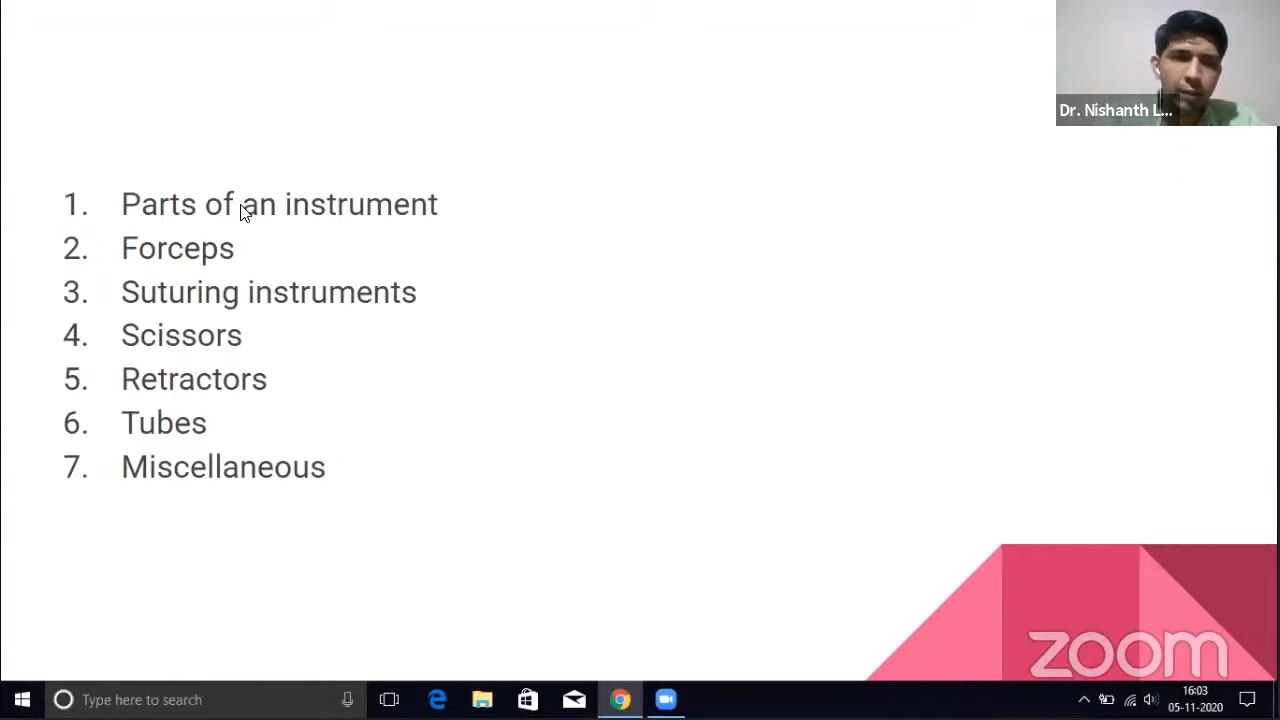 Dr. Nishanth L...
1. Parts of an instrument
2. Forceps
3. Suturing instruments
4. Scissors
5. Retractors
6. Tubes
7. Miscellaneous
zoom
Type here to search
16:03
05-11-2020